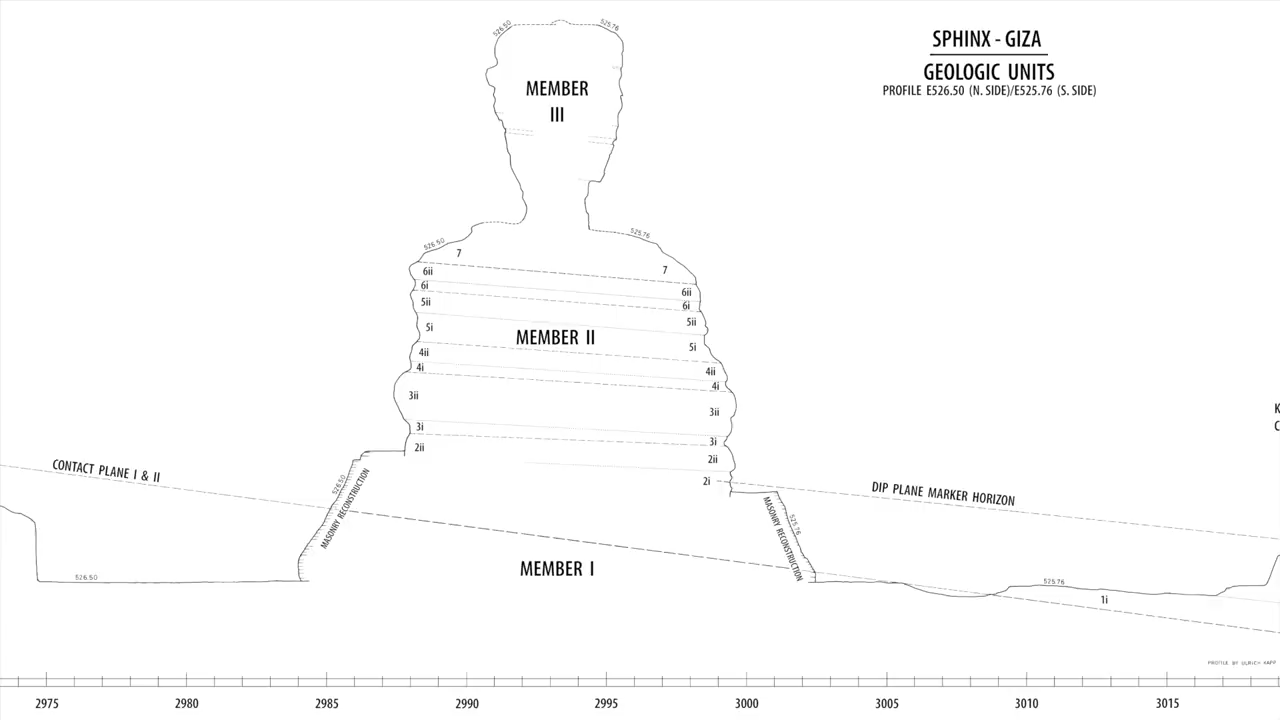 SPHINX - GIZA
GEOLOGIC UNITS
PROFILE E526.50 (N. SIDE)/E525.76 (S. SIDE)
526.50
525.76
MEMBER
III
526.50
525.76
7
7
6ii
6ii
6i
6i
5ii
5ii
MEMBER II
5i
5i
4ii
4ii
4i
4i
3ii
3ii
3i
3i
2ii
2ii
2i
K
C
CONTACT PLANE I & II
DIP PLANE MARKER HORIZON
526.50
MASONRY RECONSTRUCTION
525.76
MASONRY RECONSTRUCTION
MEMBER I
526.50
525.76
1i
PROFILE BY ULRICH KAPP
2975
2980
2985
2990
2995
3000
3005
3010
3015